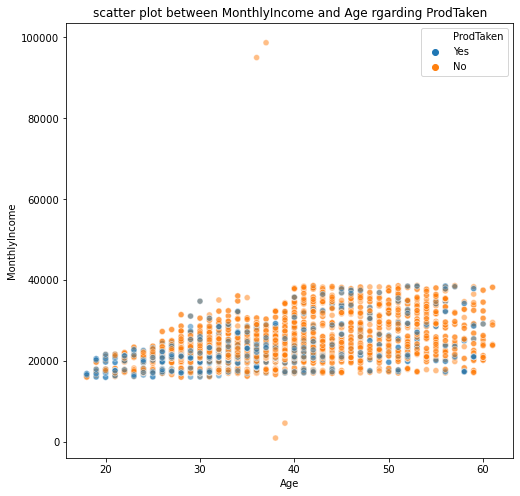 scatter plot between MonthlyIncome and Age rgarding ProdTaken
ProdTaken
Yes
No
100000
80000
60000
40000
20000
0
MonthlyIncome
20 30 40 50 60
Age